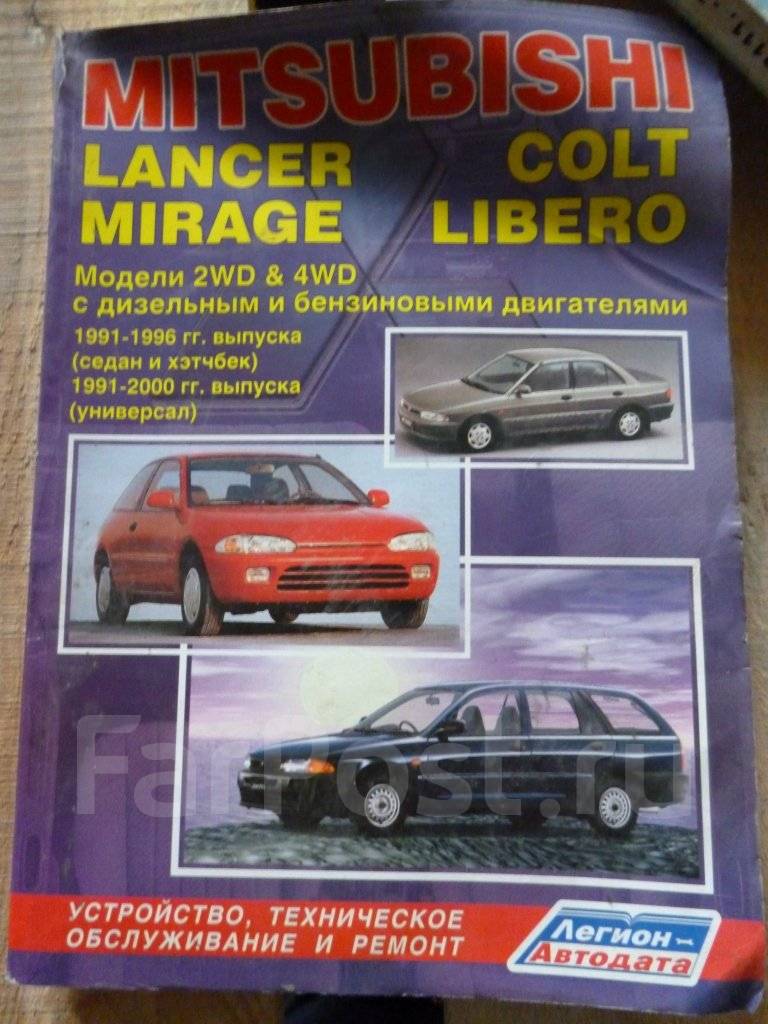 MITSUBISHI
LANCER COLT
MIRAGE LIBERO
Модели 2WD & 4WD
с дизельным и бензиновыми двигателями
1991-1996 гг. выпуска
(седан и хэтчбек)
1991-2000 гг. выпуска
(универсал)
FarPost.ru
УСТРОЙСТВО, ТЕХНИЧЕСКОЕ
ОБСЛУЖИВАНИЕ И РЕМОНТ
Легион-
Автодата